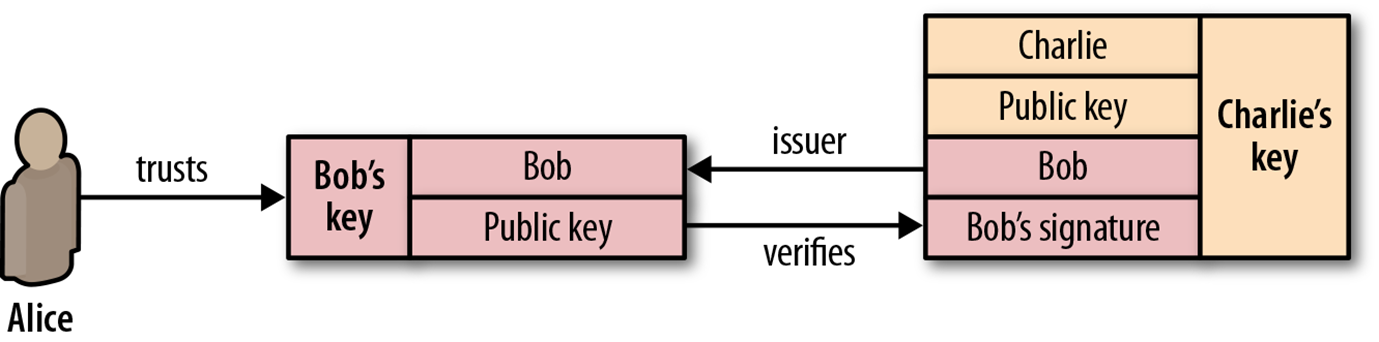 Alice
trusts
Bob's
key
Bob
Public key
issuer
verifies
Charlie
Public key
Bob
Bob's signature
Charlie's
key